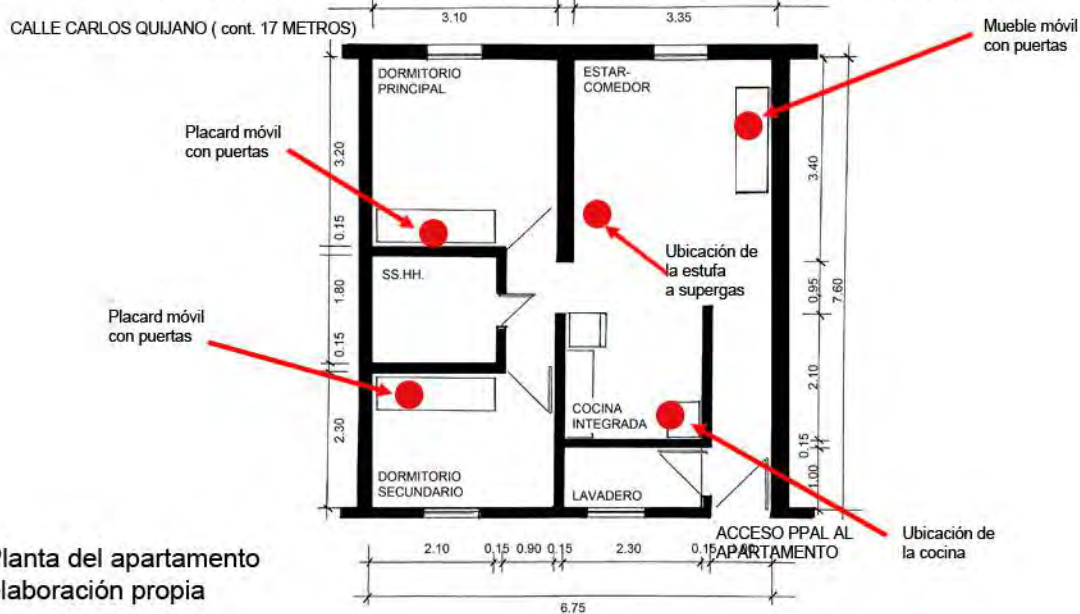 3.10
3.35
CALLE CARLOS QUIJANO ( cont. 17 METROS)
Mueble móvil
con puertas
DORMITORIO
PRINCIPAL
ESTAR-
COMEDOR
Placard móvil
con puertas
3.20
3.40
0.15
Ubicación de
la estufa
a supergas
SS.HH.
1.80
0.95
7.60
Placard móvil
con puertas
0.15
2.10
COCINA
INTEGRADA
2.30
0.15
DORMITORIO
SECUNDARIO
LAVADERO
1.00
ACCESO PPAL AL
APARTAMENTO
Ubicación de
la cocina
2.10
0.15
0.90
0.15
2.30
0.15
6.75
lanta del apartamento
laboración propia